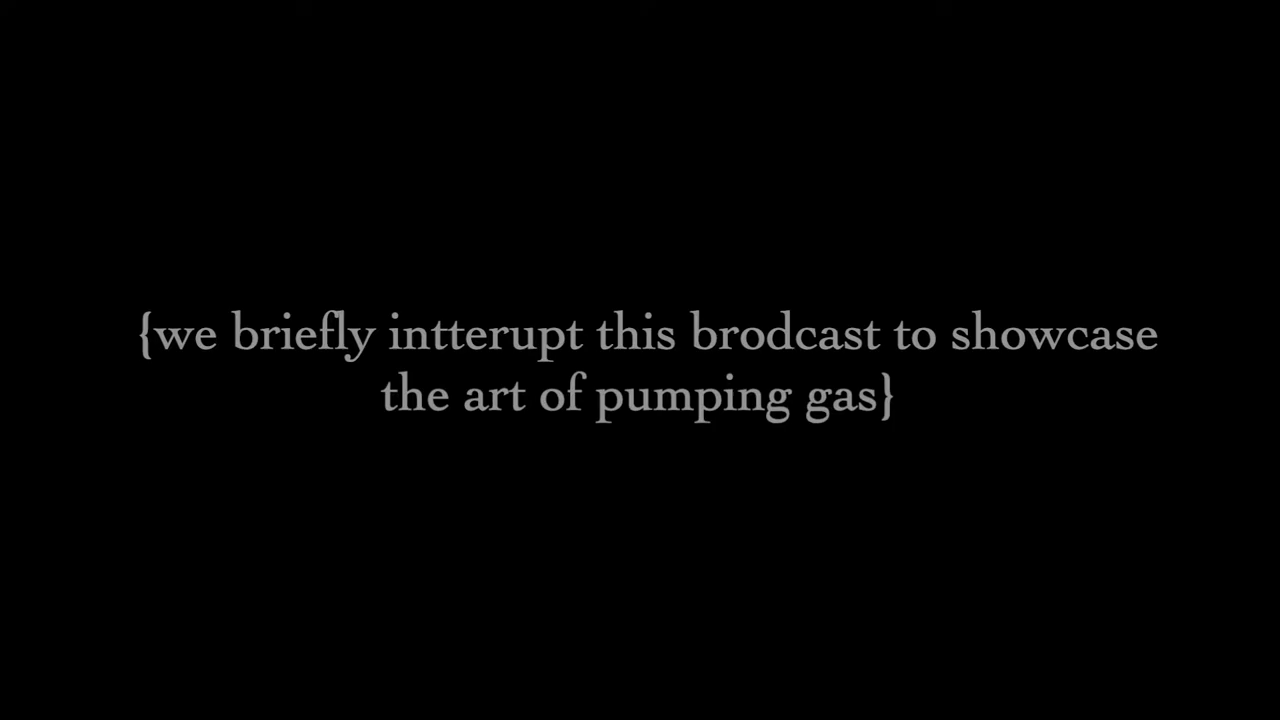 {we briefly intterupt this brodcast to showcase
the art of pumping gas}